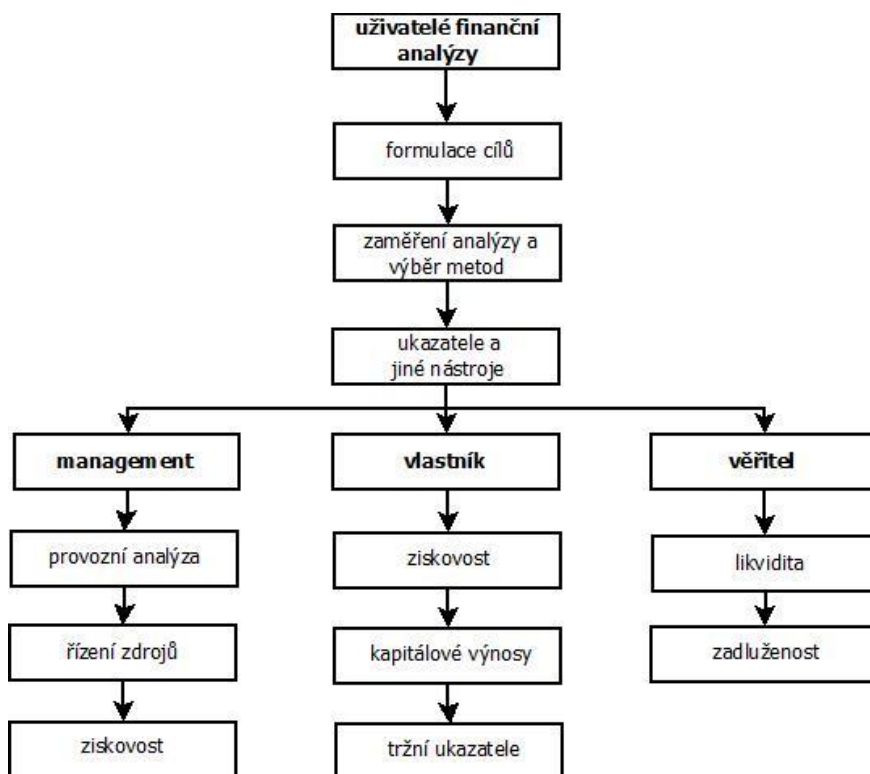 uživatelé finanční
analýzy
formulace cílů
zaměření analýzy a
výběr metod
ukazatele a
jiné nástroje
management
vlastník
věřitel
provozní analýza
ziskovost
likvidita
řízení zdrojů
kapitálové výnosy
zadluženost
ziskovost
tržní ukazatele